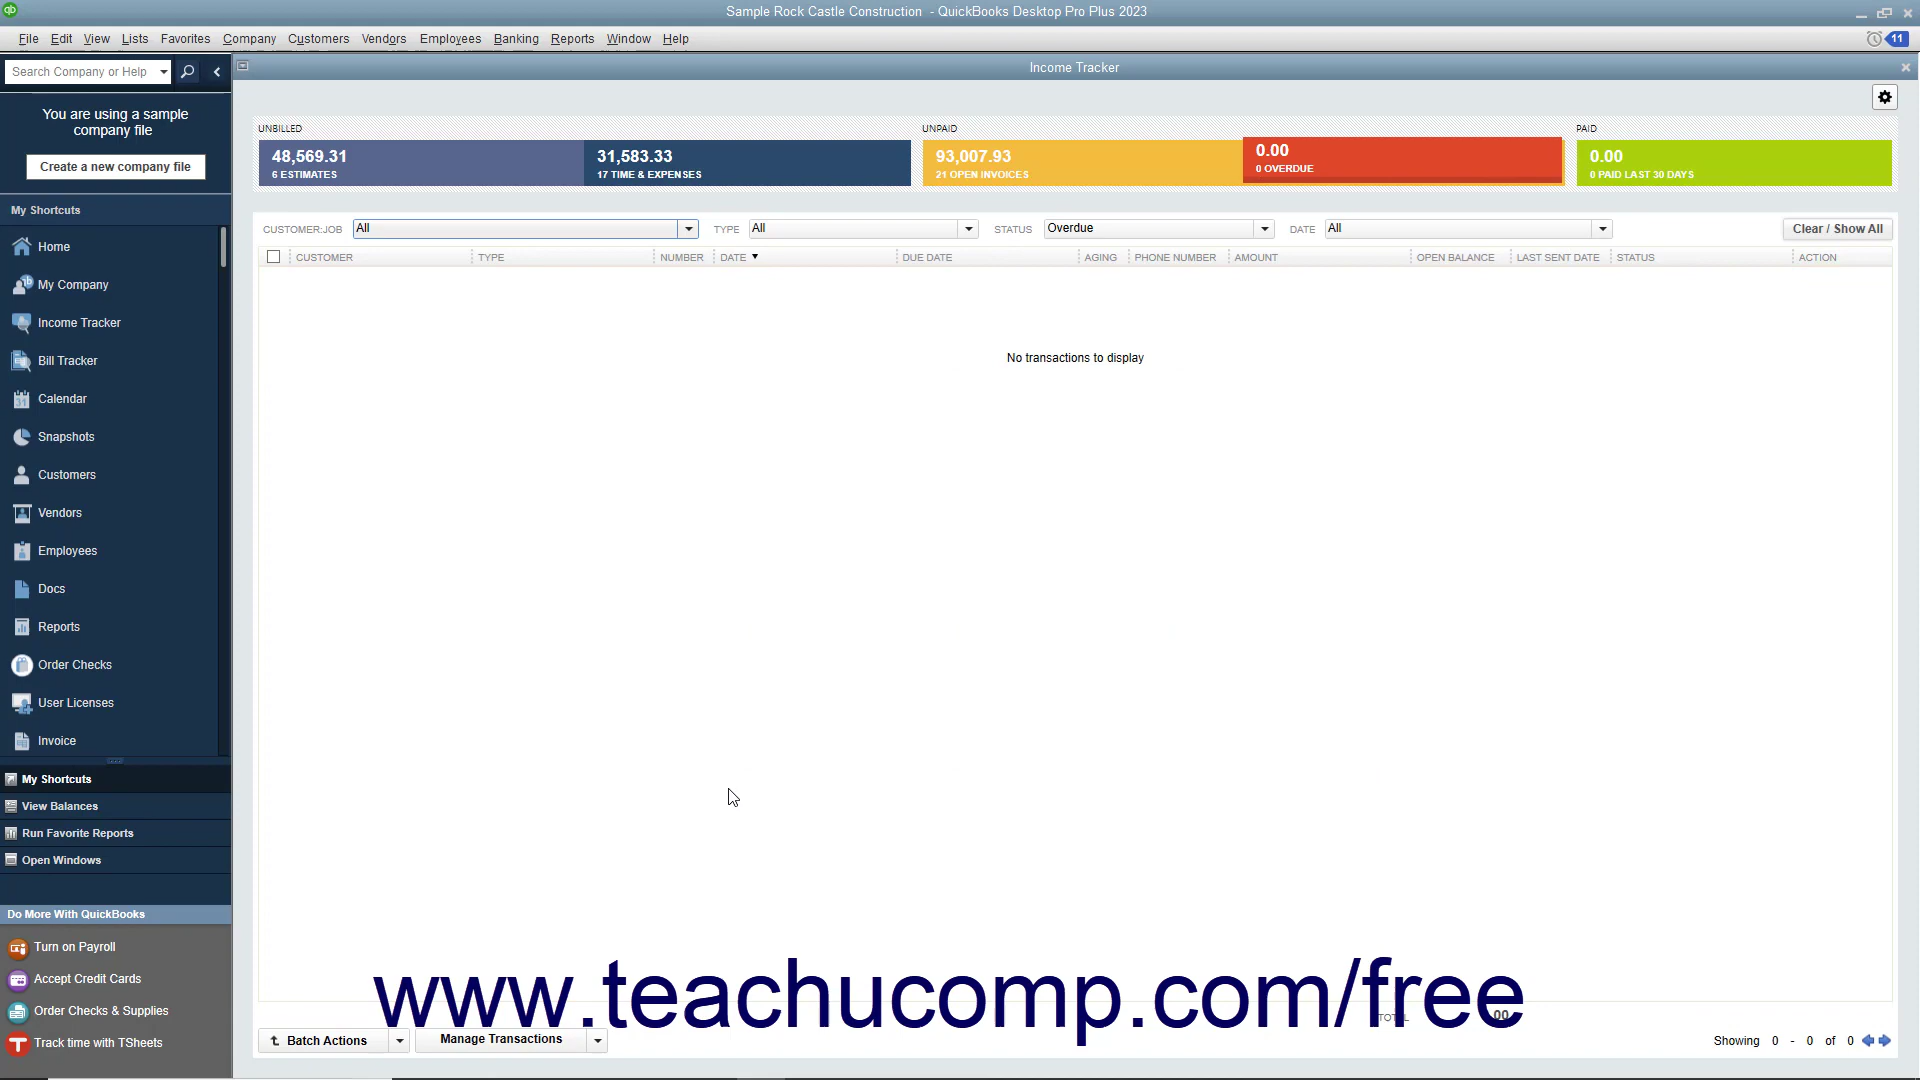 Sample Rock Castle Construction - QuickBooks Desktop Pro Plus 2023
File Edit View Lists Favorites Company Customers Vendors Employees Banking Reports Window Help
11
Search Company or Help
Income Tracker
You are using a sample
company file
Create a new company file
UNBILLED
UNPAID
PAID
48,569.31
6 ESTIMATES
31,583.33
17 TIME & EXPENSES
93,007.93
21 OPEN INVOICES
0.00
0 OVERDUE
0.00
0 PAID LAST 30 DAYS
CUSTOMER:JOB All TYPE All STATUS Overdue DATE All Clear / Show All
CUSTOMER TYPE NUMBER DATE DUE DATE AGING PHONE NUMBER AMOUNT OPEN BALANCE LAST SENT DATE STATUS ACTION
No transactions to display
My Shortcuts
Home
My Company
Income Tracker
Bill Tracker
Calendar
Snapshots
Customers
Vendors
Employees
Docs
Reports
Order Checks
User Licenses
Invoice
My Shortcuts
View Balances
Run Favorite Reports
Open Windows
Do More With QuickBooks
Turn on Payroll
Accept Credit Cards
Order Checks & Supplies
Track time with TSheets
www.teachucomp.com/free
Batch Actions Manage Transactions
Showing 0 - 0 of 0